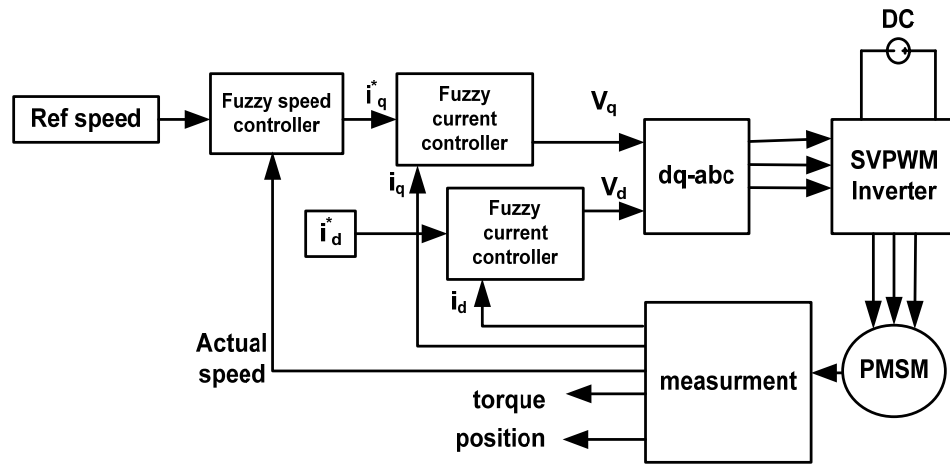 DC
Ref speed
Fuzzy speed
controller
i*q
Fuzzy
current
controller
Vq
dq-abc
SVPWM
Inverter
iq
Vd
i*d
Fuzzy
current
controller
id
Actual
speed
measurment
PMSM
torque
position